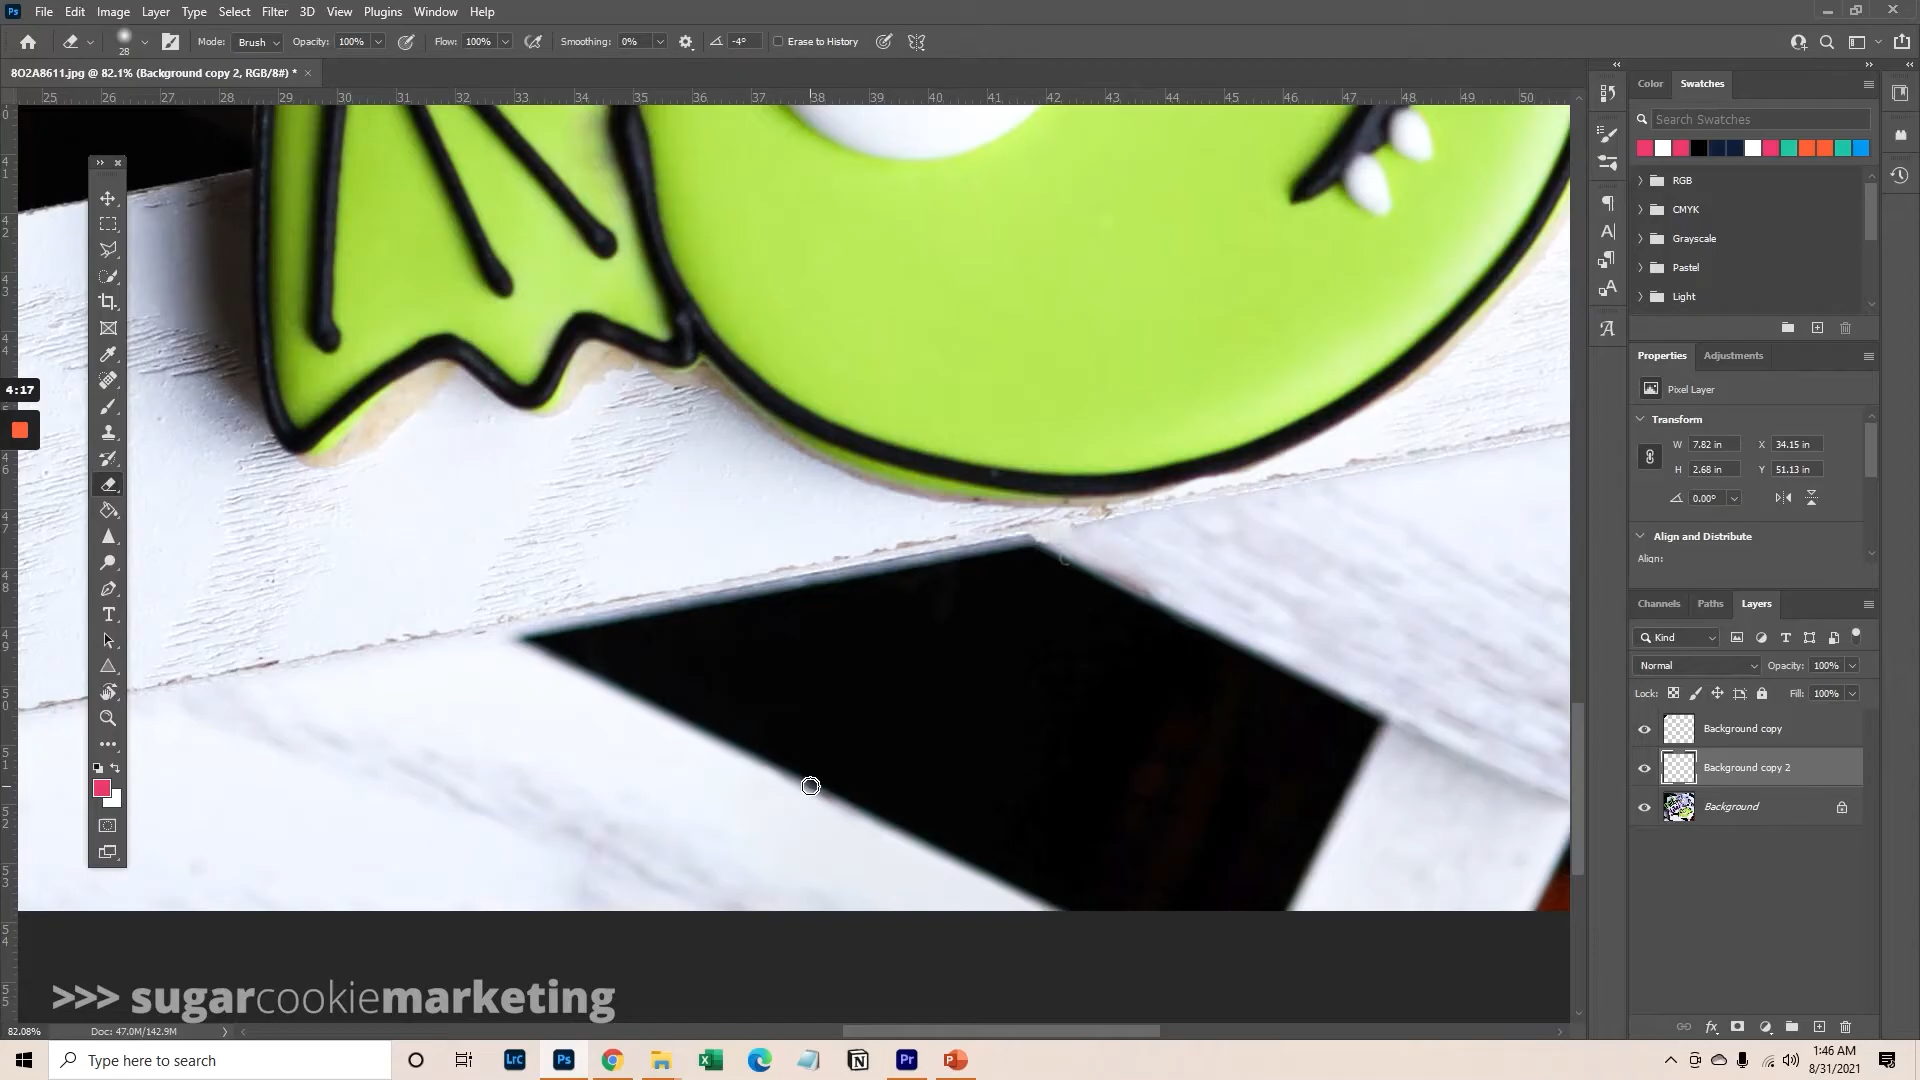 Ps File Edit Image Layer Type Select Filter 3D View Plugins Window Help
28 Mode: Brush Opacity: 100% Flow: 100% Smoothing: 0% -4° Erase to History
8O2A8611.jpg @ 82.1% (Background copy 2, RGB/8#) * ×
25 26 27 28 29 30 31 32 33 34 35 36 37 38 39 40 41 42 43 44 45 46 47 48 49 50
Color Swatches
Search Swatches
RGB
CMYK
Grayscale
Pastel
Light
Properties Adjustments
Pixel Layer
Transform
W 7.82 in X 34.15 in
H 2.68 in Y 51.13 in
0.00°
Align and Distribute
Align:
Channels Paths Layers
Kind
Normal Opacity: 100%
Lock: Fill: 100%
Background copy
Background copy 2
Background
4:17
>>> sugarcookiemarketing
82.08% Doc: 47.0M/142.9M
Type here to search
Lrc Ps Pr
1:46 AM
8/31/2021